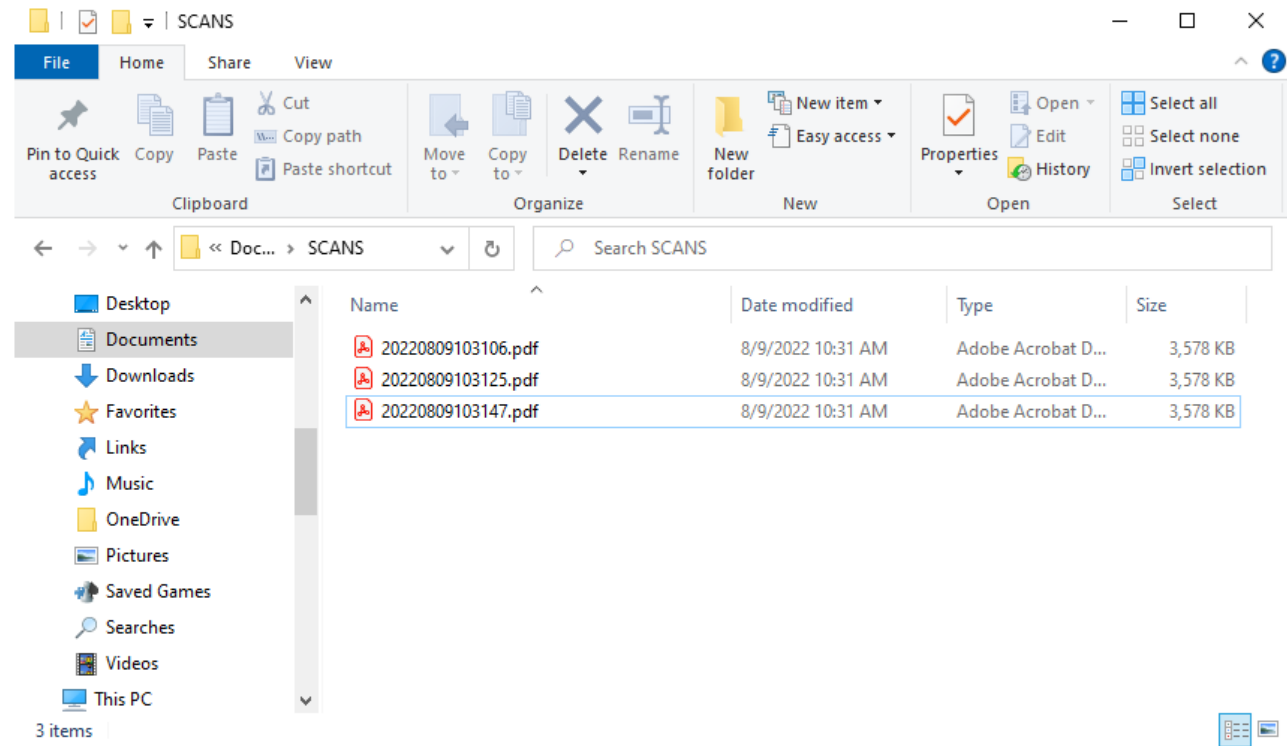 SCANS
File Home Share View
Pin to Quick access
Copy
Paste
Cut
Copy path
Paste shortcut
Clipboard
Move to
Copy to
Delete
Rename
Organize
New folder
New item
Easy access
New
Properties
Open
Edit
History
Open
Select all
Select none
Invert selection
Select
« Doc... > SCANS
Search SCANS
Desktop
Documents
Downloads
Favorites
Links
Music
OneDrive
Pictures
Saved Games
Searches
Videos
This PC
Name Date modified Type Size
20220809103106.pdf 8/9/2022 10:31 AM Adobe Acrobat D... 3,578 KB
20220809103125.pdf 8/9/2022 10:31 AM Adobe Acrobat D... 3,578 KB
20220809103147.pdf 8/9/2022 10:31 AM Adobe Acrobat D... 3,578 KB
3 items